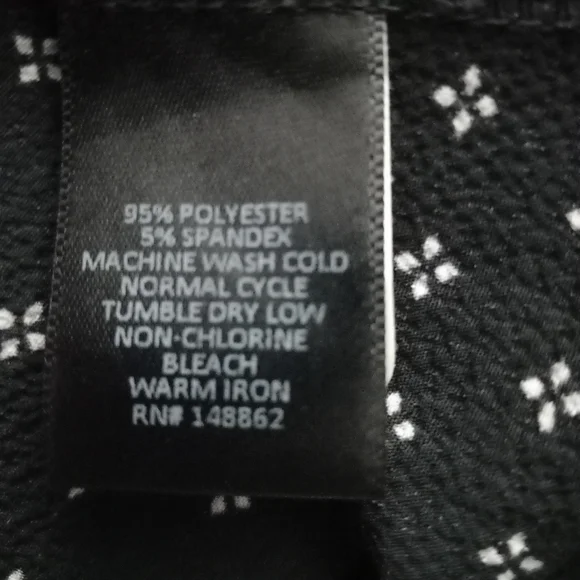 95% POLYESTER
5% SPANDEX
MACHINE WASH COLD
NORMAL CYCLE
TUMBLE DRY LOW
NON-CHLORINE
BLEACH
WARM IRON
RN# 148862